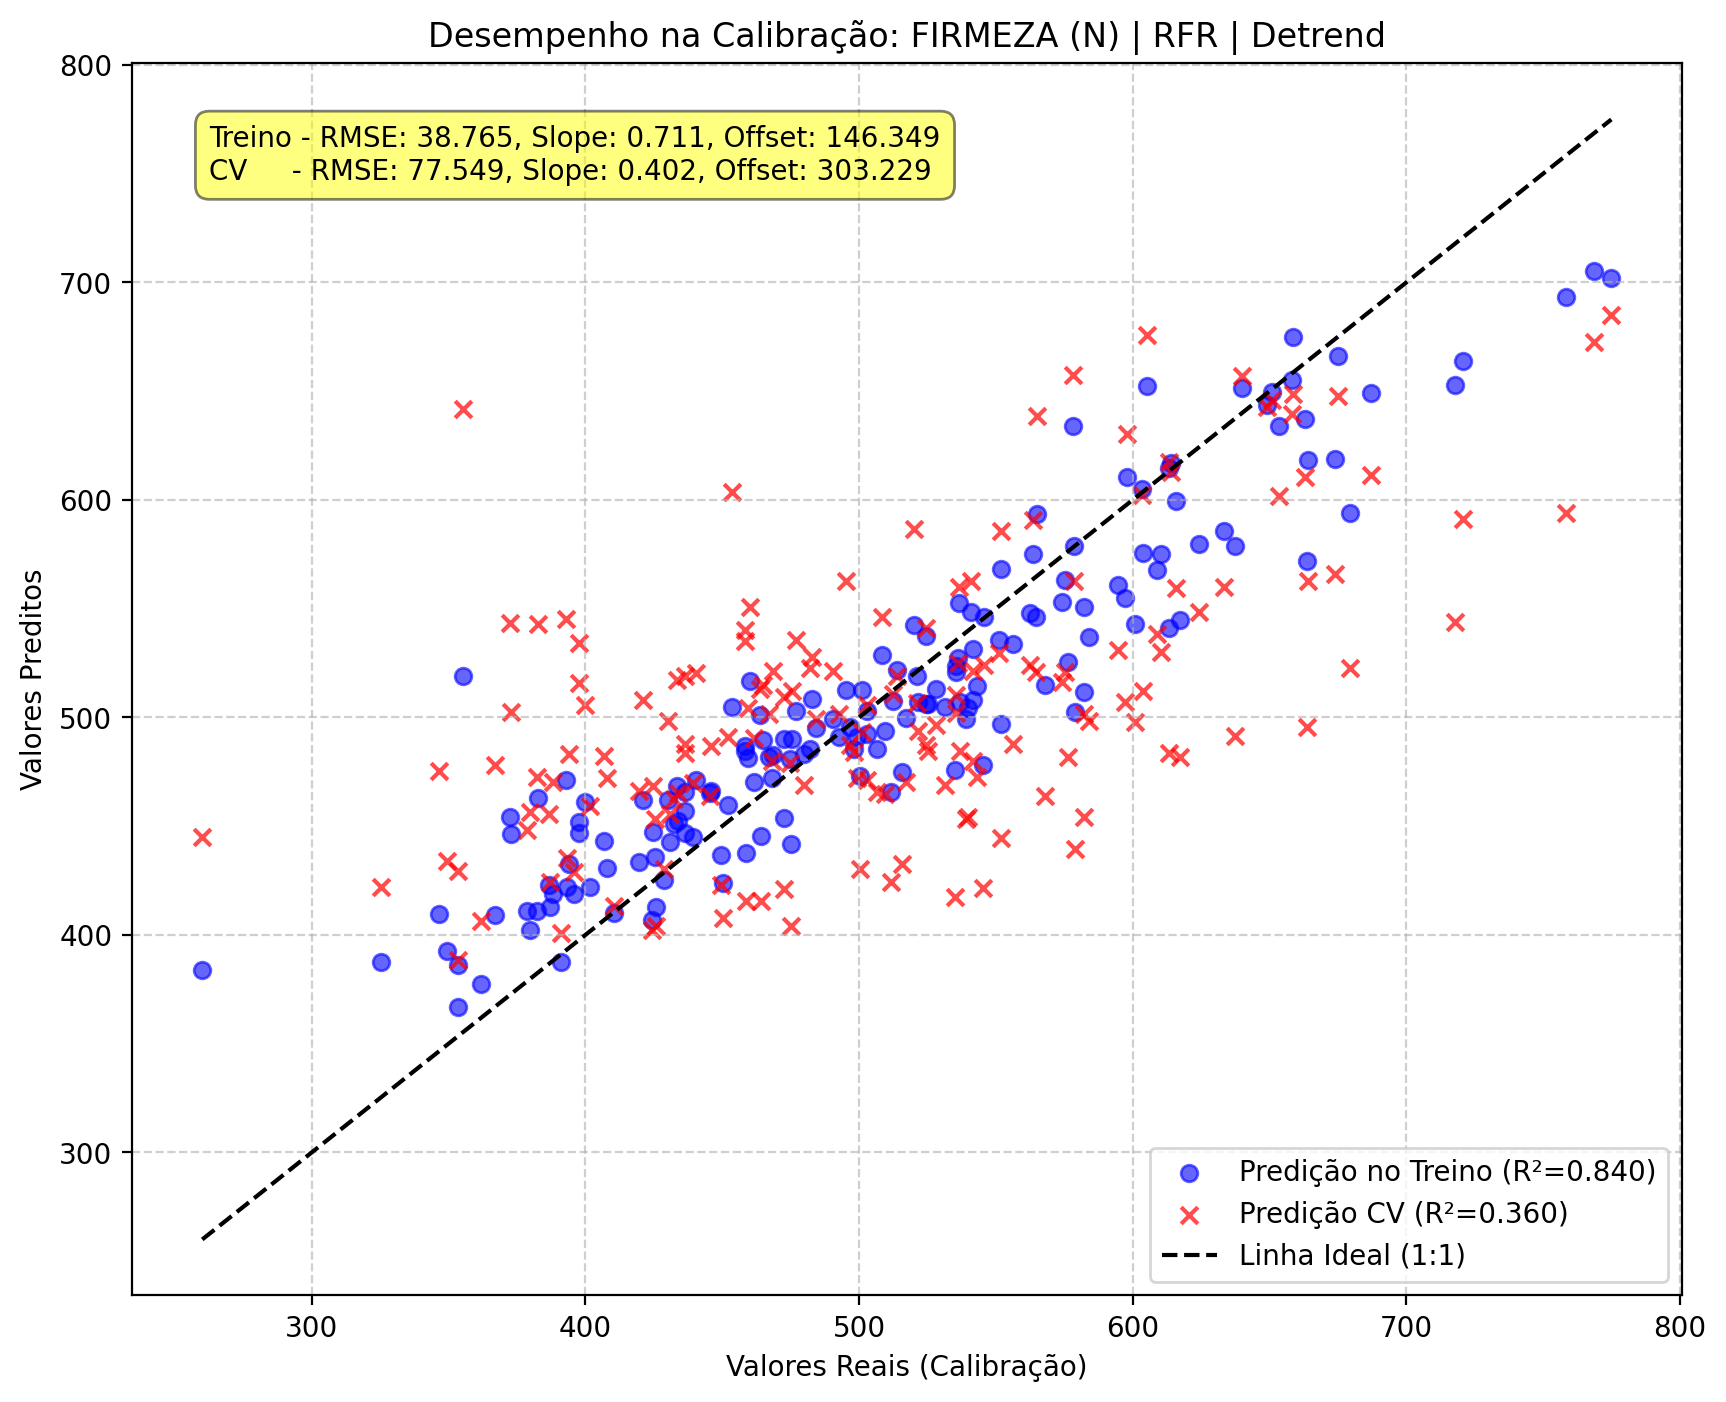 Desempenho na Calibração: FIRMEZA (N) | RFR | Detrend
800
700
600
500
400
300
Valores Preditos
Treino - RMSE: 38.765, Slope: 0.711, Offset: 146.349
CV - RMSE: 77.549, Slope: 0.402, Offset: 303.229
Predição no Treino (R²=0.840)
Predição CV (R²=0.360)
Linha Ideal (1:1)
300 400 500 600 700 800
Valores Reais (Calibração)